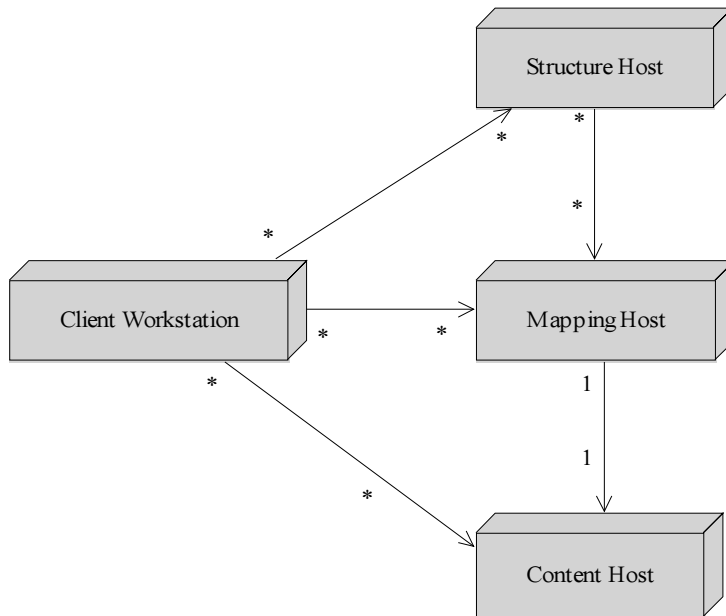 Structure Host
*
*
*
*
Client Workstation
*
*
Mapping Host
*
1
*
1
Content Host